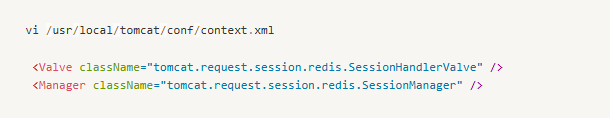 vi /usr/local/tomcat/conf/context.xml
<Valve className="tomcat.request.session.redis.SessionHandlerValve" />
<Manager className="tomcat.request.session.redis.SessionManager" />